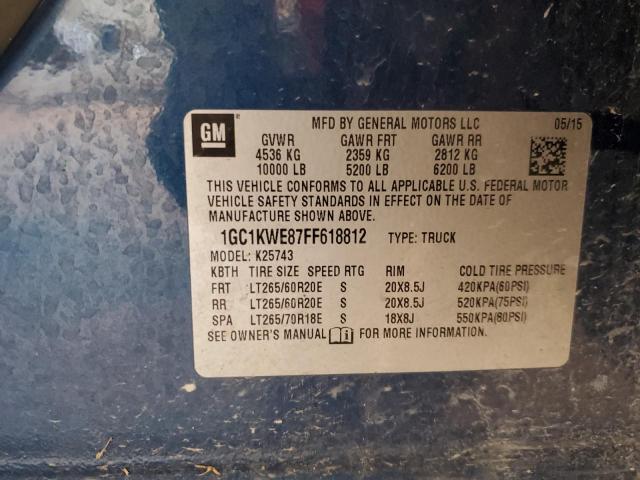 GM MFD BY GENERAL MOTORS LLC 05/15
GVWR GAWR FRT GAWR RR
4536 KG 2359 KG 2812 KG
10000 LB 5200 LB 6200 LB
THIS VEHICLE CONFORMS TO ALL APPLICABLE U.S. FEDERAL MOTOR
VEHICLE SAFETY STANDARDS IN EFFECT ON THE DATE OF
MANUFACTURE SHOWN ABOVE.
1GC1KWE87FF618812 TYPE: TRUCK
MODEL: K25743
KBTH TIRE SIZE SPEED RTG RIM COLD TIRE PRESSURE
FRT LT265/60R20E S 20X8.5J 420KPA(60PSI)
RR LT265/60R20E S 20X8.5J 520KPA(75PSI)
SPA LT265/70R18E S 18X8J 550KPA(80PSI)
SEE OWNER'S MANUAL FOR MORE INFORMATION.